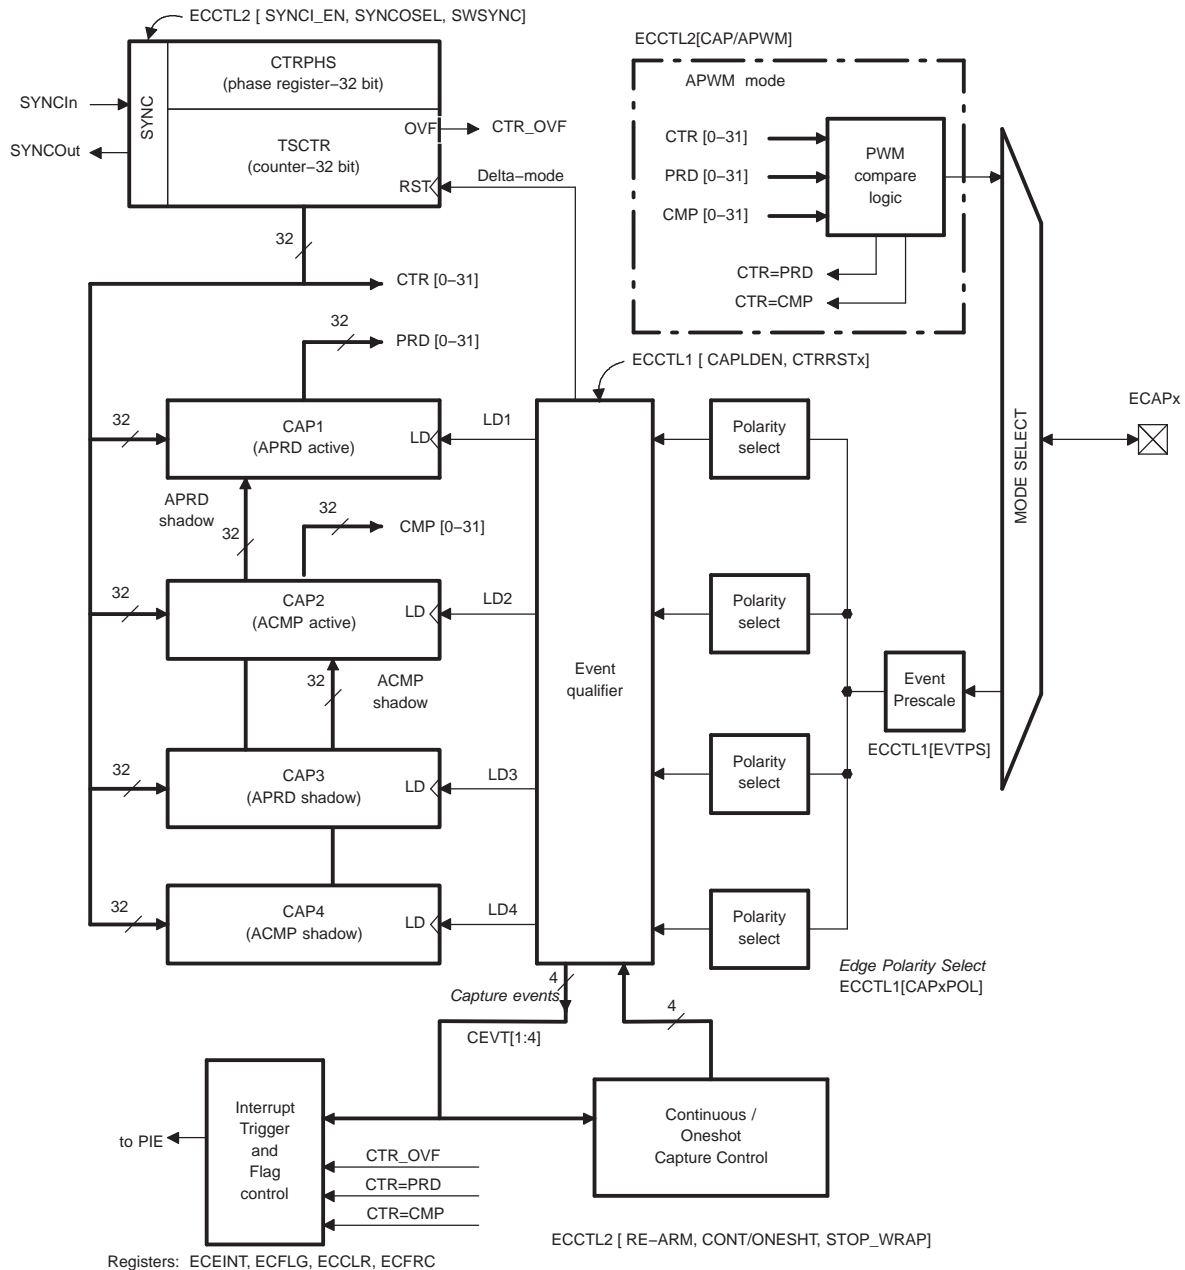 ECCTL2 [ SYNCI_EN, SYNCOSEL, SWSYNC]
CTRPHS
(phase register−32 bit)
SYNC
SYNCIn
SYNCOut
OVF
CTR_OVF
TSCTR
(counter−32 bit)
RST
Delta−mode
32
CTR [0−31]
32
PRD [0−31]
ECCTL2[CAP/APWM]
APWM mode
CTR [0−31]
PRD [0−31]
CMP [0−31]
PWM
compare
logic
CTR=PRD
CTR=CMP
ECCTL1 [ CAPLDEN, CTRRSTx]
MODE SELECT
ECAPx
32
CAP1
(APRD active)
LD
LD1
Polarity
select
APRD
shadow
32
32
CMP [0−31]
32
CAP2
(ACMP active)
LD
LD2
Polarity
select
Event
qualifier
32
ACMP
shadow
Event
Prescale
ECCTL1[EVTPS]
32
CAP3
(APRD shadow)
LD
LD3
Polarity
select
32
CAP4
(ACMP shadow)
LD
LD4
Polarity
select
Edge Polarity Select
ECCTL1[CAPxPOL]
4
Capture events
CEVT[1:4]
4
Interrupt
Trigger
and
Flag
control
to PIE
CTR_OVF
CTR=PRD
CTR=CMP
Continuous /
Oneshot
Capture Control
ECCTL2 [ RE−ARM, CONT/ONESHT, STOP_WRAP]
Registers: ECEINT, ECFLG, ECCLR, ECFRC